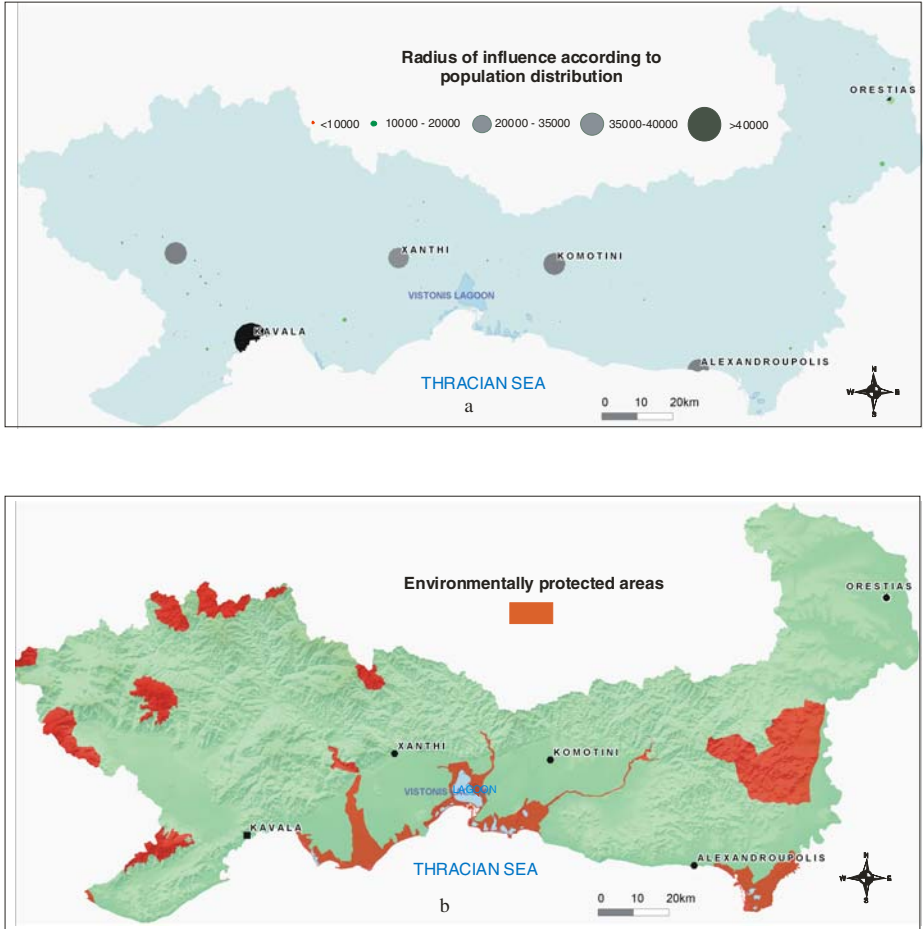 Radius of influence according to
population distribution
<10000 10000 - 20000 20000 - 35000 35000-40000 >40000
ORESTIAS
XANTHI
KOMOTINI
VISTONIS LAGOON
KAVALA
ALEXANDROUPOLIS
THRACIAN SEA
a
0 10 20km
N
W E
S
Environmentally protected areas
ORESTIAS
XANTHI
KOMOTINI
VISTONIS LAGOON
LAGOON
KAVALA
ALEXANDROUPOLIS
THRACIAN SEA
b
0 10 20km
N
W E
S